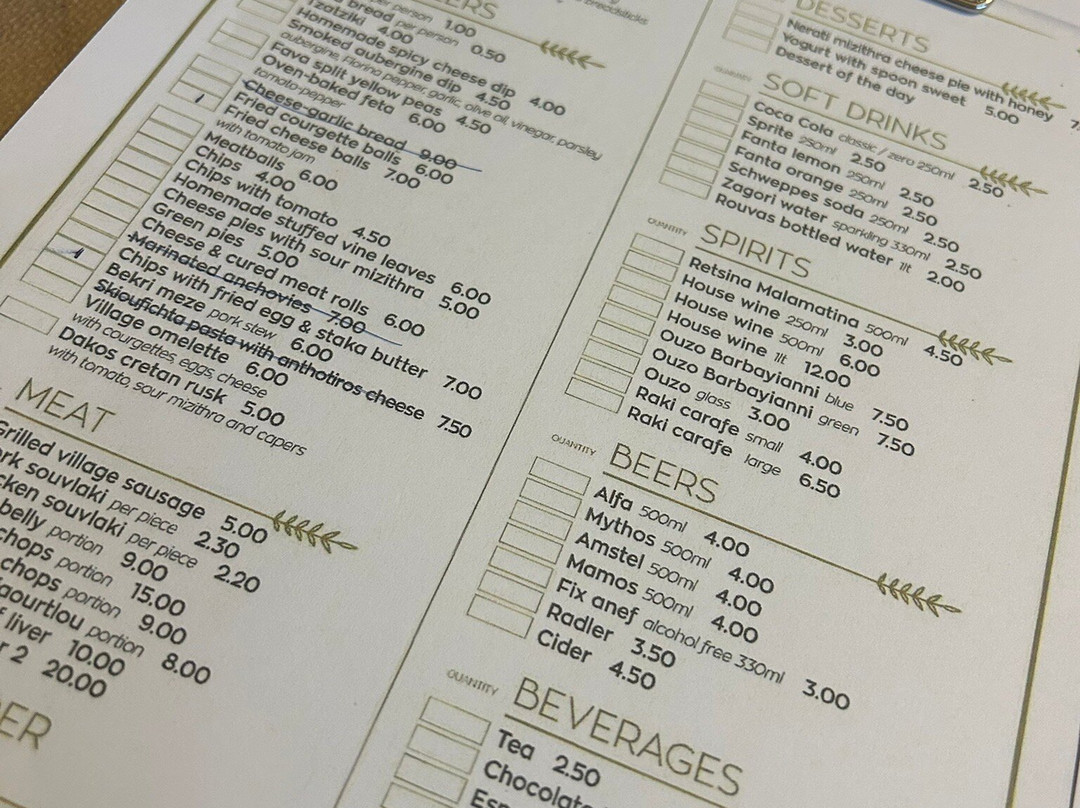 ERS
per person 1.00
bread per person 0.50
Tzatziki 4.00
Homemade spicy cheese dip 4.00
Smoked aubergine dip 4.50
aubergine, Florina pepper, garlic, olive oil, vinegar, parsley
Fava split yellow peas 4.50
Oven-baked feta 6.00
tomato-pepper
Cheese-garlic bread 9.00
Fried courgette balls 6.00
Fried cheese balls 7.00
with tomato jam
Meatballs 6.00
Chips 4.00
Chips with tomato 4.50
Homemade stuffed vine leaves 6.00
Cheese pies with sour mizithra 5.00
Green pies 5.00
Cheese & cured meat rolls 6.00
Marinated anchovies 7.00
Chips with fried egg & staka butter 7.00
Bekri meze pork stew 6.00
Skioufichta pasta with anthotiros cheese 7.50
Village omelette 6.00
with courgettes, eggs, cheese
Dakos cretan rusk 5.00
with tomato, sour mizithra and capers
MEAT
Grilled village sausage 5.00
rk souvlaki per piece 2.30
cken souvlaki per piece 2.20
belly portion 9.00
chops portion 15.00
chops portion 9.00
aourtlou portion 8.00
liver 10.00
r 2 20.00
ER
breadsticks
DESSERTS
Nerati mizithra cheese pie with honey 7.
Yogurt with spoon sweet 5.00
Dessert of the day
QUANTITY
SOFT DRINKS
Coca Cola classic / zero 250ml 2.50
Sprite 250ml 2.50
Fanta lemon 250ml 2.50
Fanta orange 250ml 2.50
Schweppes soda 250ml 2.50
Zagori water sparkling 330ml 2.50
Rouvas bottled water 1lt 2.00
QUANTITY
SPIRITS
Retsina Malamatina 500ml 4.50
House wine 250ml 3.00
House wine 500ml 6.00
House wine 1lt 12.00
Ouzo Barbayianni blue 7.50
Ouzo Barbayianni green 7.50
Ouzo glass 3.00
Raki carafe small 4.00
Raki carafe large 6.50
QUANTITY
BEERS
Alfa 500ml 4.00
Mythos 500ml 4.00
Amstel 500ml 4.00
Mamos 500ml 4.00
Fix anef alcohol free 330ml 3.00
Radler 3.50
Cider 4.50
QUANTITY
BEVERAGES
Tea 2.50
Chocolate
Esp